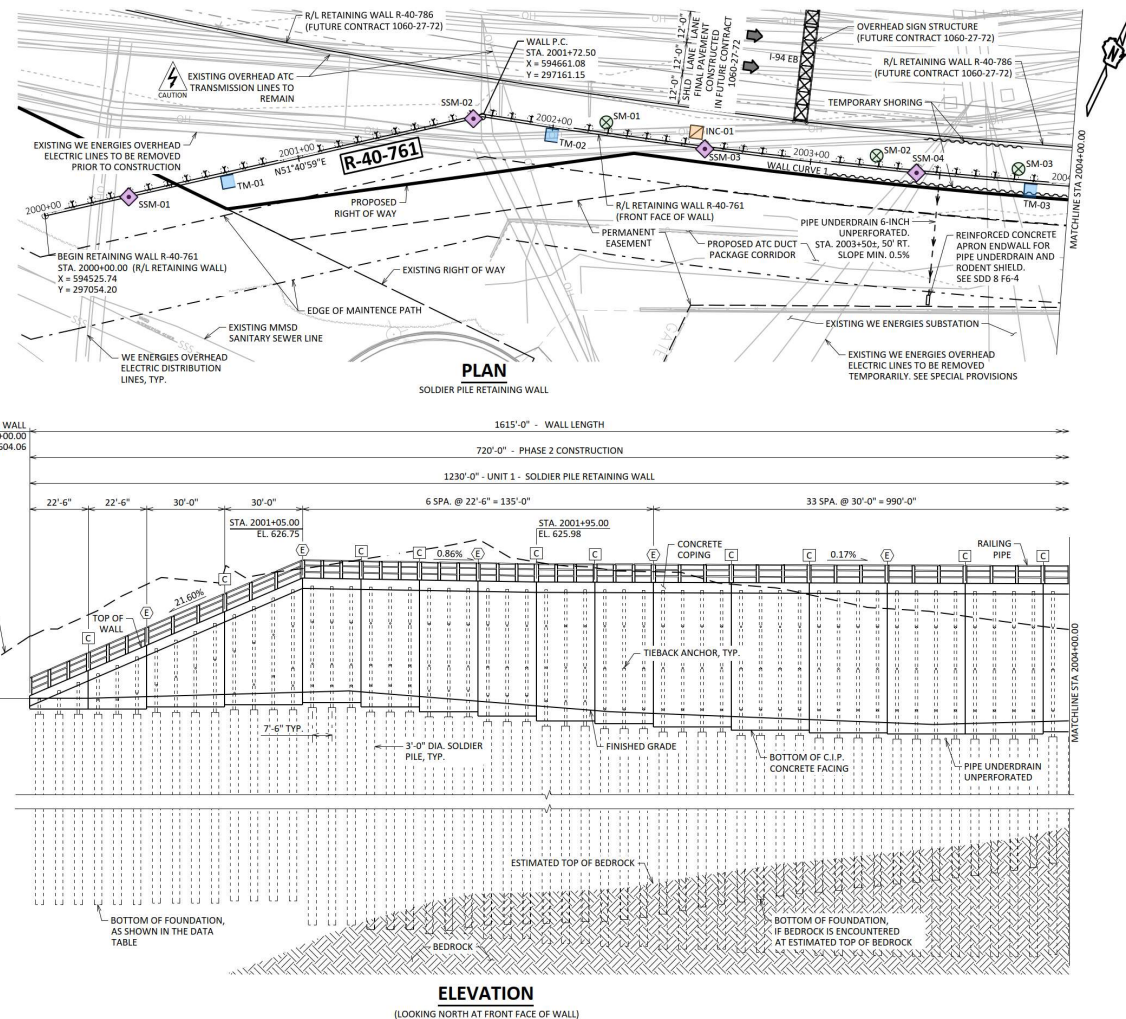 R/L RETAINING WALL R-40-786
(FUTURE CONTRACT 1060-27-72)
WALL P.C.
STA. 2001+72.50
X = 594661.08
Y = 297161.15
12'-0" 12'-0" 12'-0"
SHLD LANE LANE
FINAL PAVEMENT
CONSTRUCTED
IN FUTURE CONTRACT
1060-27-72
I-94 EB
OVERHEAD SIGN STRUCTURE
(FUTURE CONTRACT 1060-27-72)
R/L RETAINING WALL R-40-786
(FUTURE CONTRACT 1060-27-72)
N
CAUTION
EXISTING OVERHEAD ATC
TRANSMISSION LINES TO
REMAIN
TEMPORARY SHORING
SSM-02
2002+00
SM-01
TM-02
INC-01
SSM-03
2003+00
SM-02
SSM-04
SM-03
2004
TM-03
WALL CURVE 1
EXISTING WE ENERGIES OVERHEAD
ELECTRIC LINES TO BE REMOVED
PRIOR TO CONSTRUCTION
2001+00
N51°40'59"E
R-40-761
2000+00
SSM-01
TM-01
PROPOSED
RIGHT OF WAY
R/L RETAINING WALL R-40-761
(FRONT FACE OF WALL)
PERMANENT
EASEMENT
PROPOSED ATC DUCT
PACKAGE CORRIDOR
PIPE UNDERDRAIN 6-INCH
UNPERFORATED.
STA. 2003+50±, 50' RT.
SLOPE MIN. 0.5%
REINFORCED CONCRETE
APRON ENDWALL FOR
PIPE UNDERDRAIN AND
RODENT SHIELD.
SEE SDD 8 F6-4
MATCHLINE STA 2004+00.00
BEGIN RETAINING WALL R-40-761
STA. 2000+00.00 (R/L RETAINING WALL)
X = 594525.74
Y = 297054.20
EXISTING RIGHT OF WAY
EDGE OF MAINTENCE PATH
EXISTING MMSD
SANITARY SEWER LINE
WE ENERGIES OVERHEAD
ELECTRIC DISTRIBUTION
LINES, TYP.
GATE
EXISTING WE ENERGIES SUBSTATION
EXISTING WE ENERGIES OVERHEAD
ELECTRIC LINES TO BE REMOVED
TEMPORARILY. SEE SPECIAL PROVISIONS
PLAN
SOLDIER PILE RETAINING WALL
WALL
+00.00
604.06
1615'-0" - WALL LENGTH
720'-0" - PHASE 2 CONSTRUCTION
1230'-0" - UNIT 1 - SOLDIER PILE RETAINING WALL
22'-6" 22'-6" 30'-0" 30'-0" 6 SPA. @ 22'-6" = 135'-0" 33 SPA. @ 30'-0" = 990'-0"
STA. 2001+05.00
EL. 626.75
STA. 2001+95.00
EL. 625.98
CONCRETE
COPING
RAILING
PIPE
E C C E C C E C C E C C
0.86%
0.17%
C
E
C
21.60%
TOP OF
WALL
TIEBACK ANCHOR, TYP.
MATCHLINE STA 2004+00.00
7'-6" TYP.
3'-0" DIA. SOLDIER
PILE, TYP.
FINISHED GRADE
BOTTOM OF C.I.P.
CONCRETE FACING
PIPE UNDERDRAIN
UNPERFORATED
ESTIMATED TOP OF BEDROCK
BOTTOM OF FOUNDATION,
AS SHOWN IN THE DATA
TABLE
BEDROCK
BOTTOM OF FOUNDATION,
IF BEDROCK IS ENCOUNTERED
AT ESTIMATED TOP OF BEDROCK
ELEVATION
(LOOKING NORTH AT FRONT FACE OF WALL)